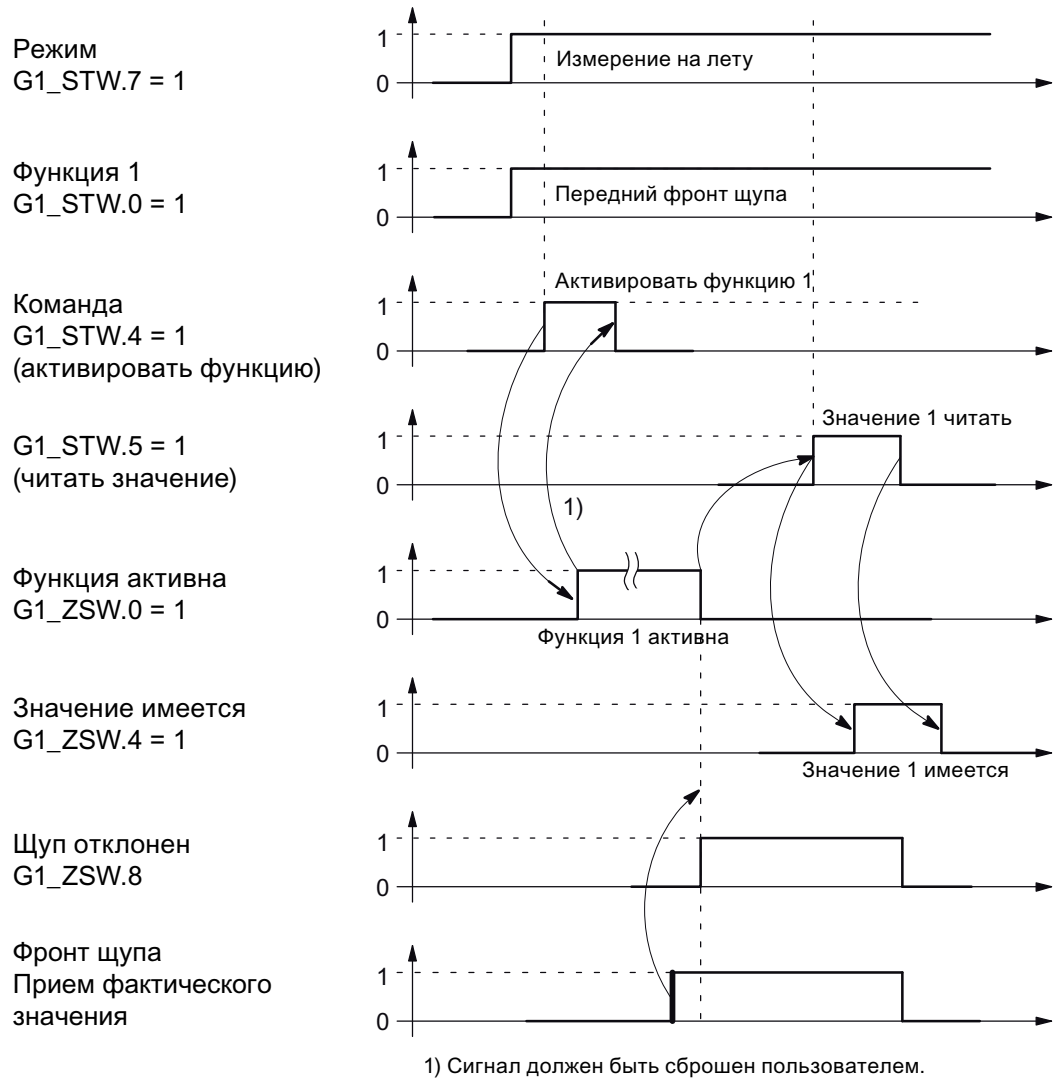 Режим
G1_STW.7 = 1
1
0
Измерение на лету
Функция 1
G1_STW.0 = 1
1
0
Передний фронт щупа
Команда
G1_STW.4 = 1
(активировать функцию)
1
0
Активировать функцию 1
G1_STW.5 = 1
(читать значение)
1
0
Значение 1 читать
1)
Функция активна
G1_ZSW.0 = 1
1
0
Функция 1 активна
Значение имеется
G1_ZSW.4 = 1
1
0
Значение 1 имеется
Щуп отклонен
G1_ZSW.8
1
0
Фронт щупа
Прием фактического
значения
1
0
1) Сигнал должен быть сброшен пользователем.